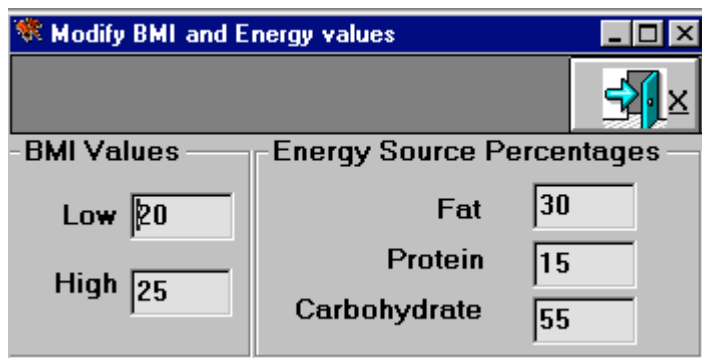 Modify BMI and Energy values
X
BMI Values
Low 20
High 25
Energy Source Percentages
Fat 30
Protein 15
Carbohydrate 55